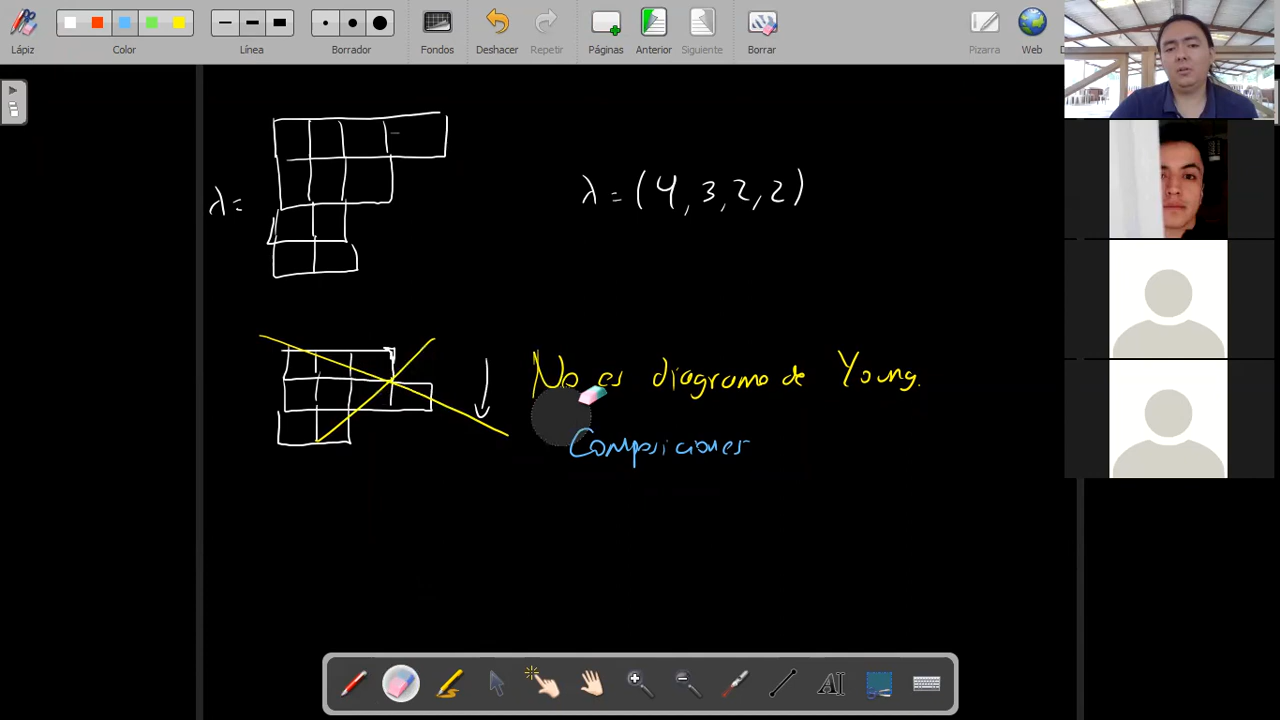 Lápiz
Color
Línea
Borrador
Fondos
Deshacer
Repetir
Páginas
Anterior
Siguiente
Borrar
Pizarra
Web
λ=
λ = (4, 3, 2, 2)
No es diagrama de Young.
Composiciones
AI